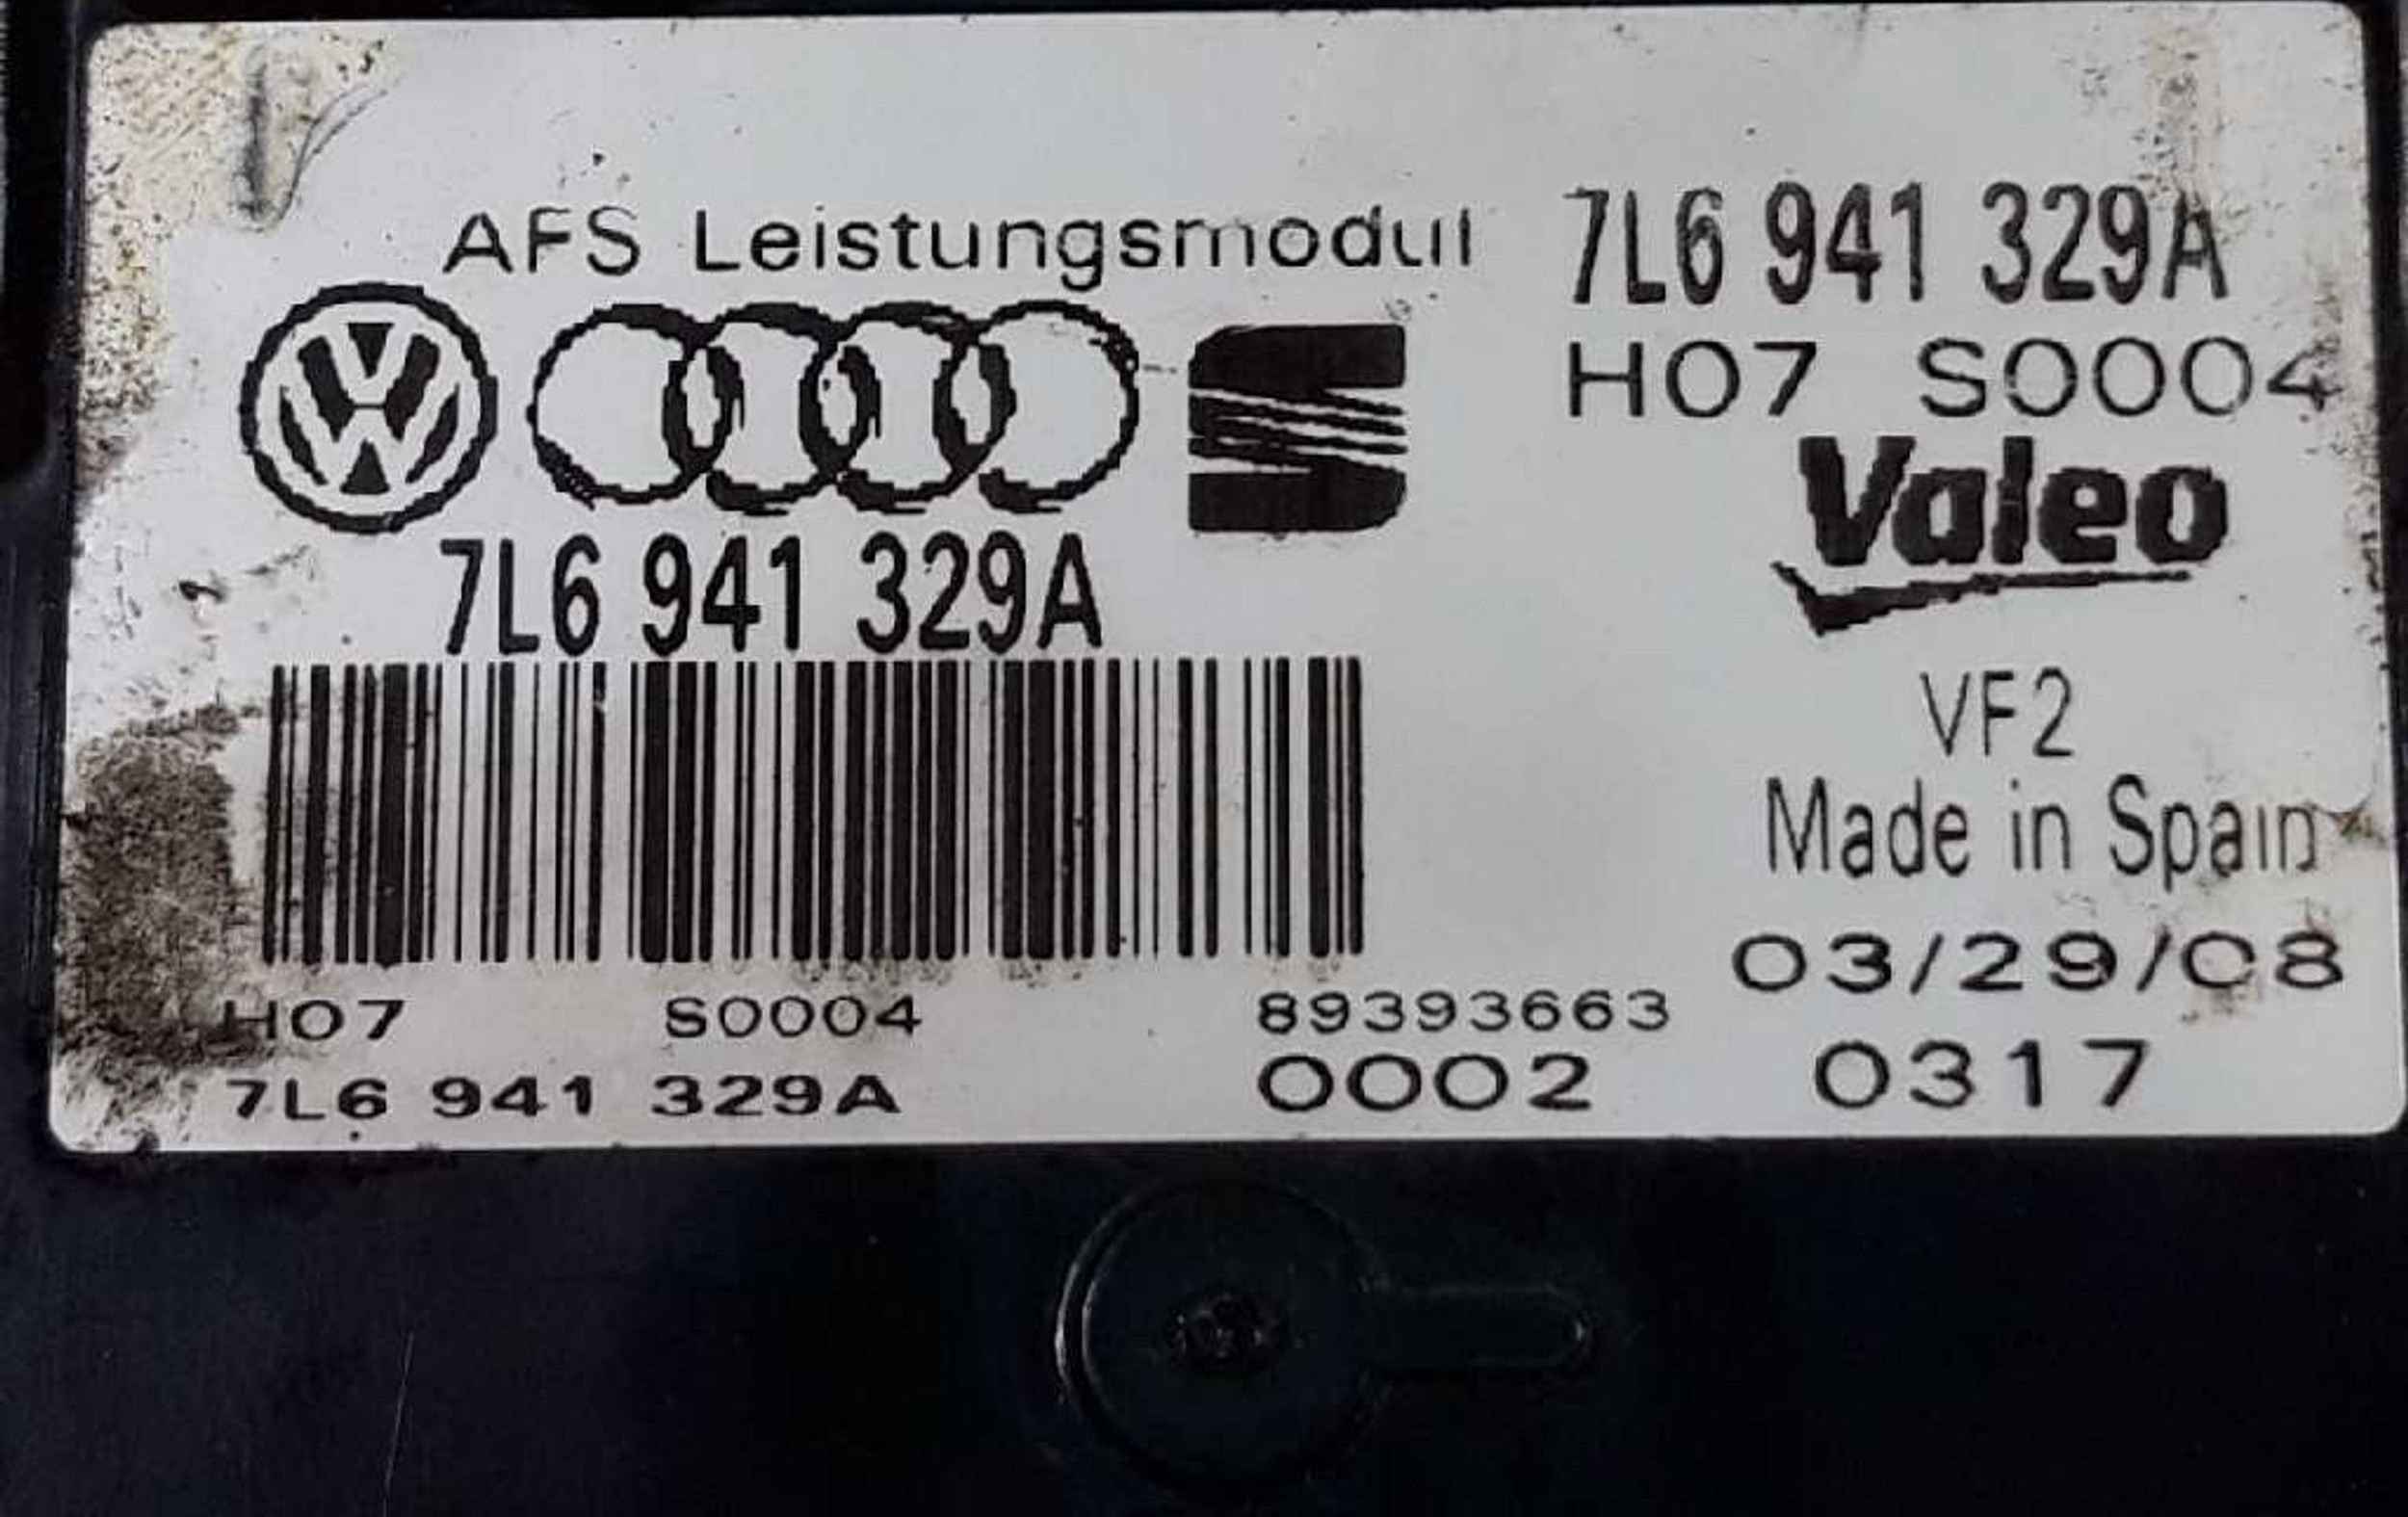 AFS Leistungsmodul
7L6 941 329A
H07 S0004
Valeo
7L6 941 329A
VF2
Made in Spain
03/29/08
H07 S0004 89393663
7L6 941 329A 0002 0317